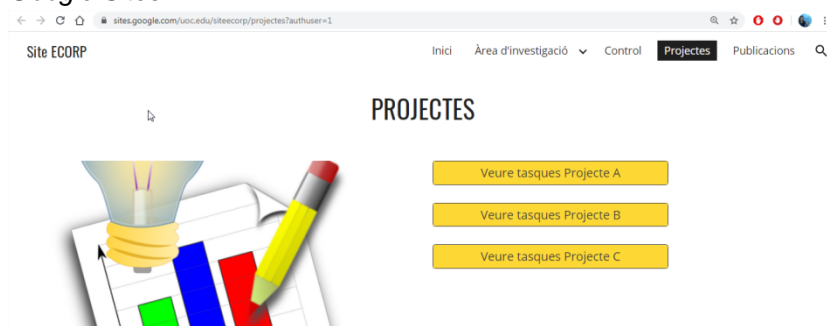 sites.google.com/uoc.edu/siteecorp/projectes?authuser=1
Site ECORP
Inici Àrea d'investigació Control Projectes Publicacions
PROJECTES
Veure tasques Projecte A
Veure tasques Projecte B
Veure tasques Projecte C